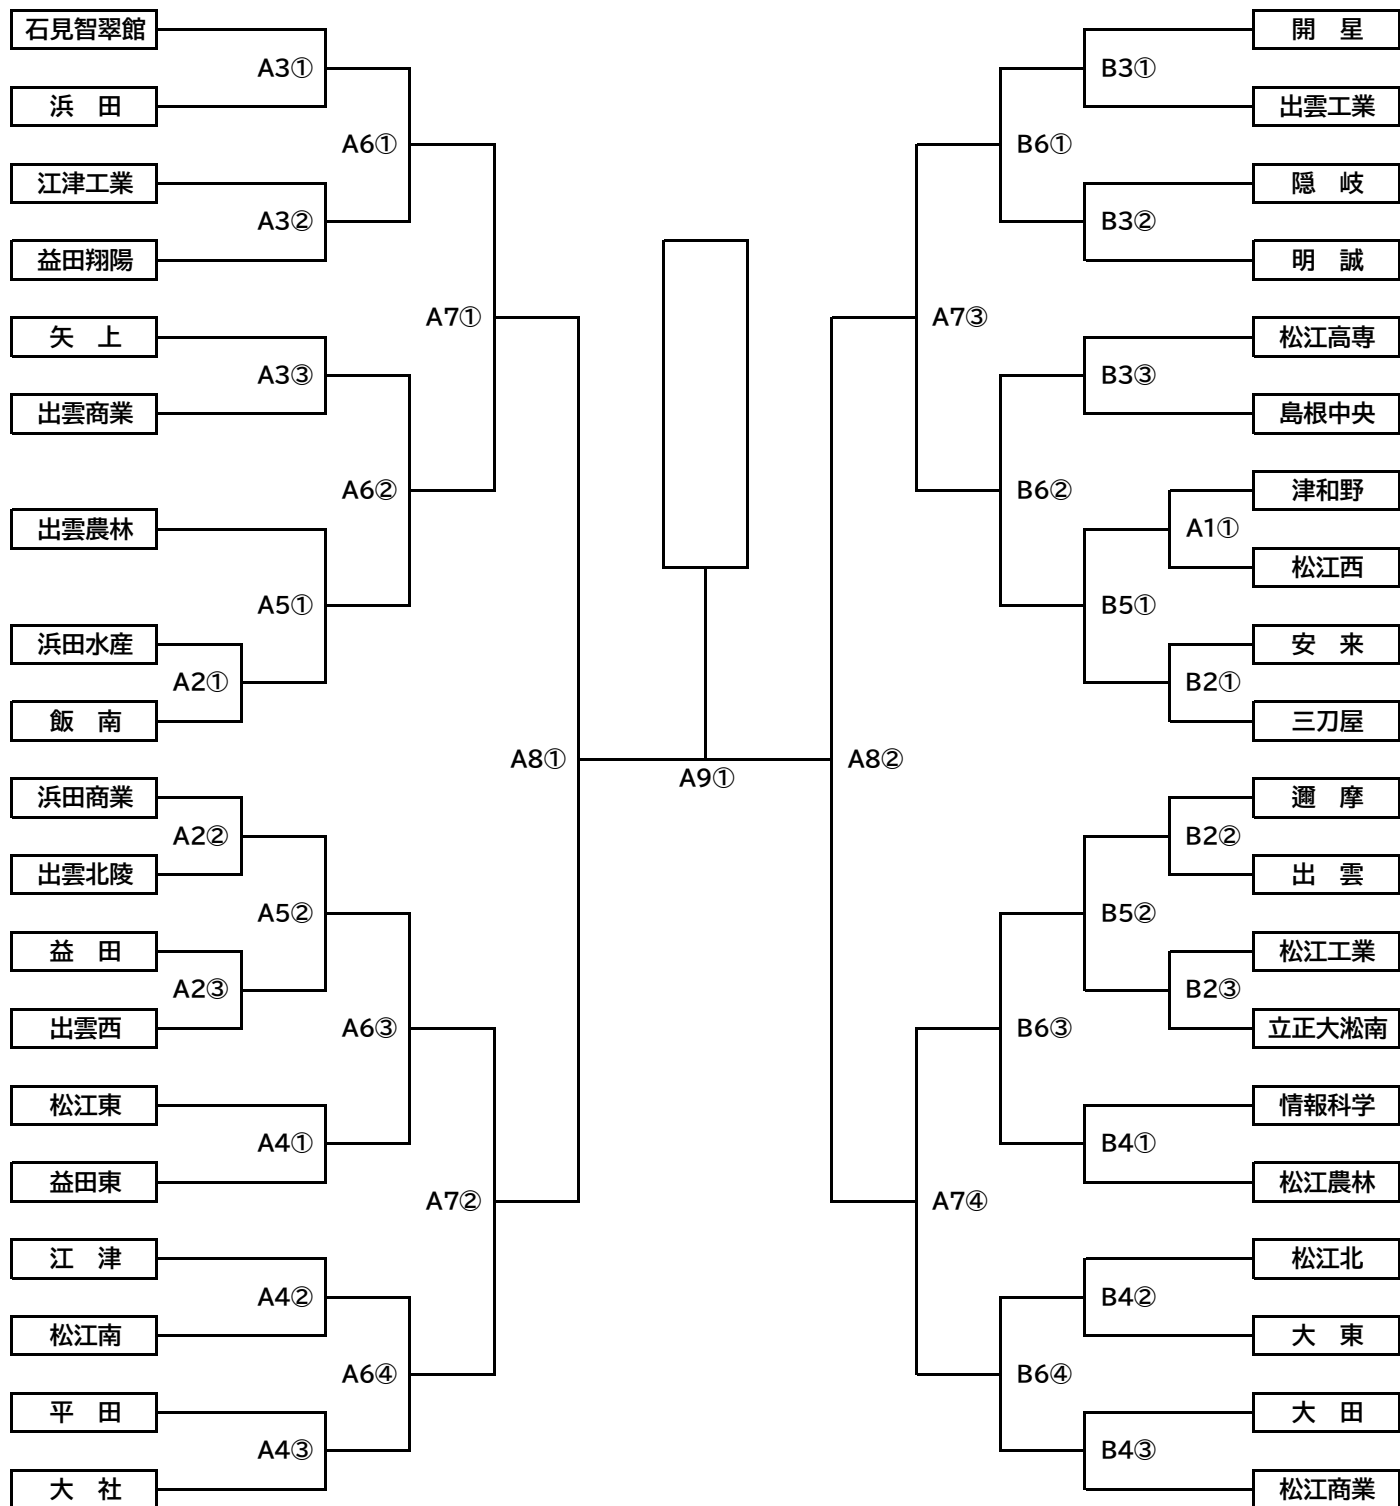 石見智翠館
A3①
浜　田
A6①
江津工業
A3②
益田翔陽
A7①
矢　上
A3③
出雲商業
A6②
出雲農林
A5①
浜田水産
A2①
飯　南
A8①
浜田商業
A2②
出雲北陵
A5②
益　田
A2③
出雲西
A6③
松江東
A4①
益田東
A7②
江　津
A4②
松江南
A6④
平　田
A4③
大　社
A9①
開　星
B3①
出雲工業
B6①
隠　岐
B3②
明　誠
A7③
松江高専
B3③
島根中央
B6②
津和野
A1①
松江西
B5①
安　来
B2①
三刀屋
A8②
邇　摩
B2②
出　雲
B5②
松江工業
B2③
立正大淞南
B6③
情報科学
B4①
松江農林
A7④
松江北
B4②
大　東
B6④
大　田
B4③
松江商業